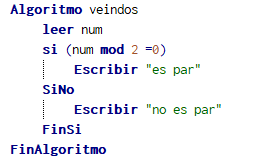 Algoritmo veindos
leer num
si (num mod 2 =0)
Escribir "es par"
SiNo
Escribir "no es par"
FinSi
FinAlgoritmo